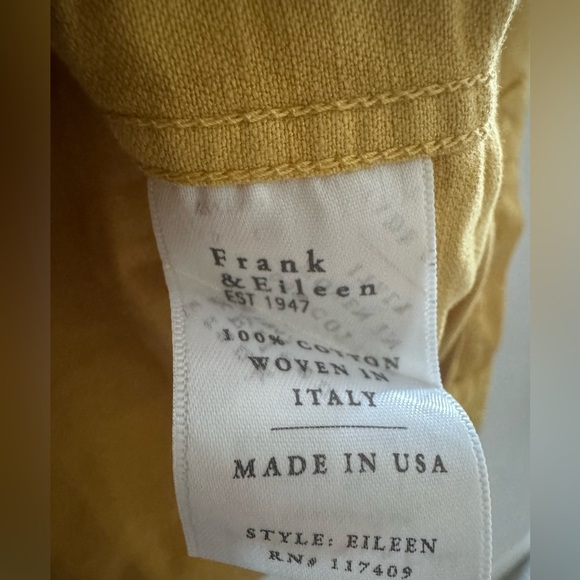 Frank
& Eileen
EST 1947
100% COTTON
WOVEN IN
ITALY
MADE IN USA
STYLE: EILEEN
RN# 117409